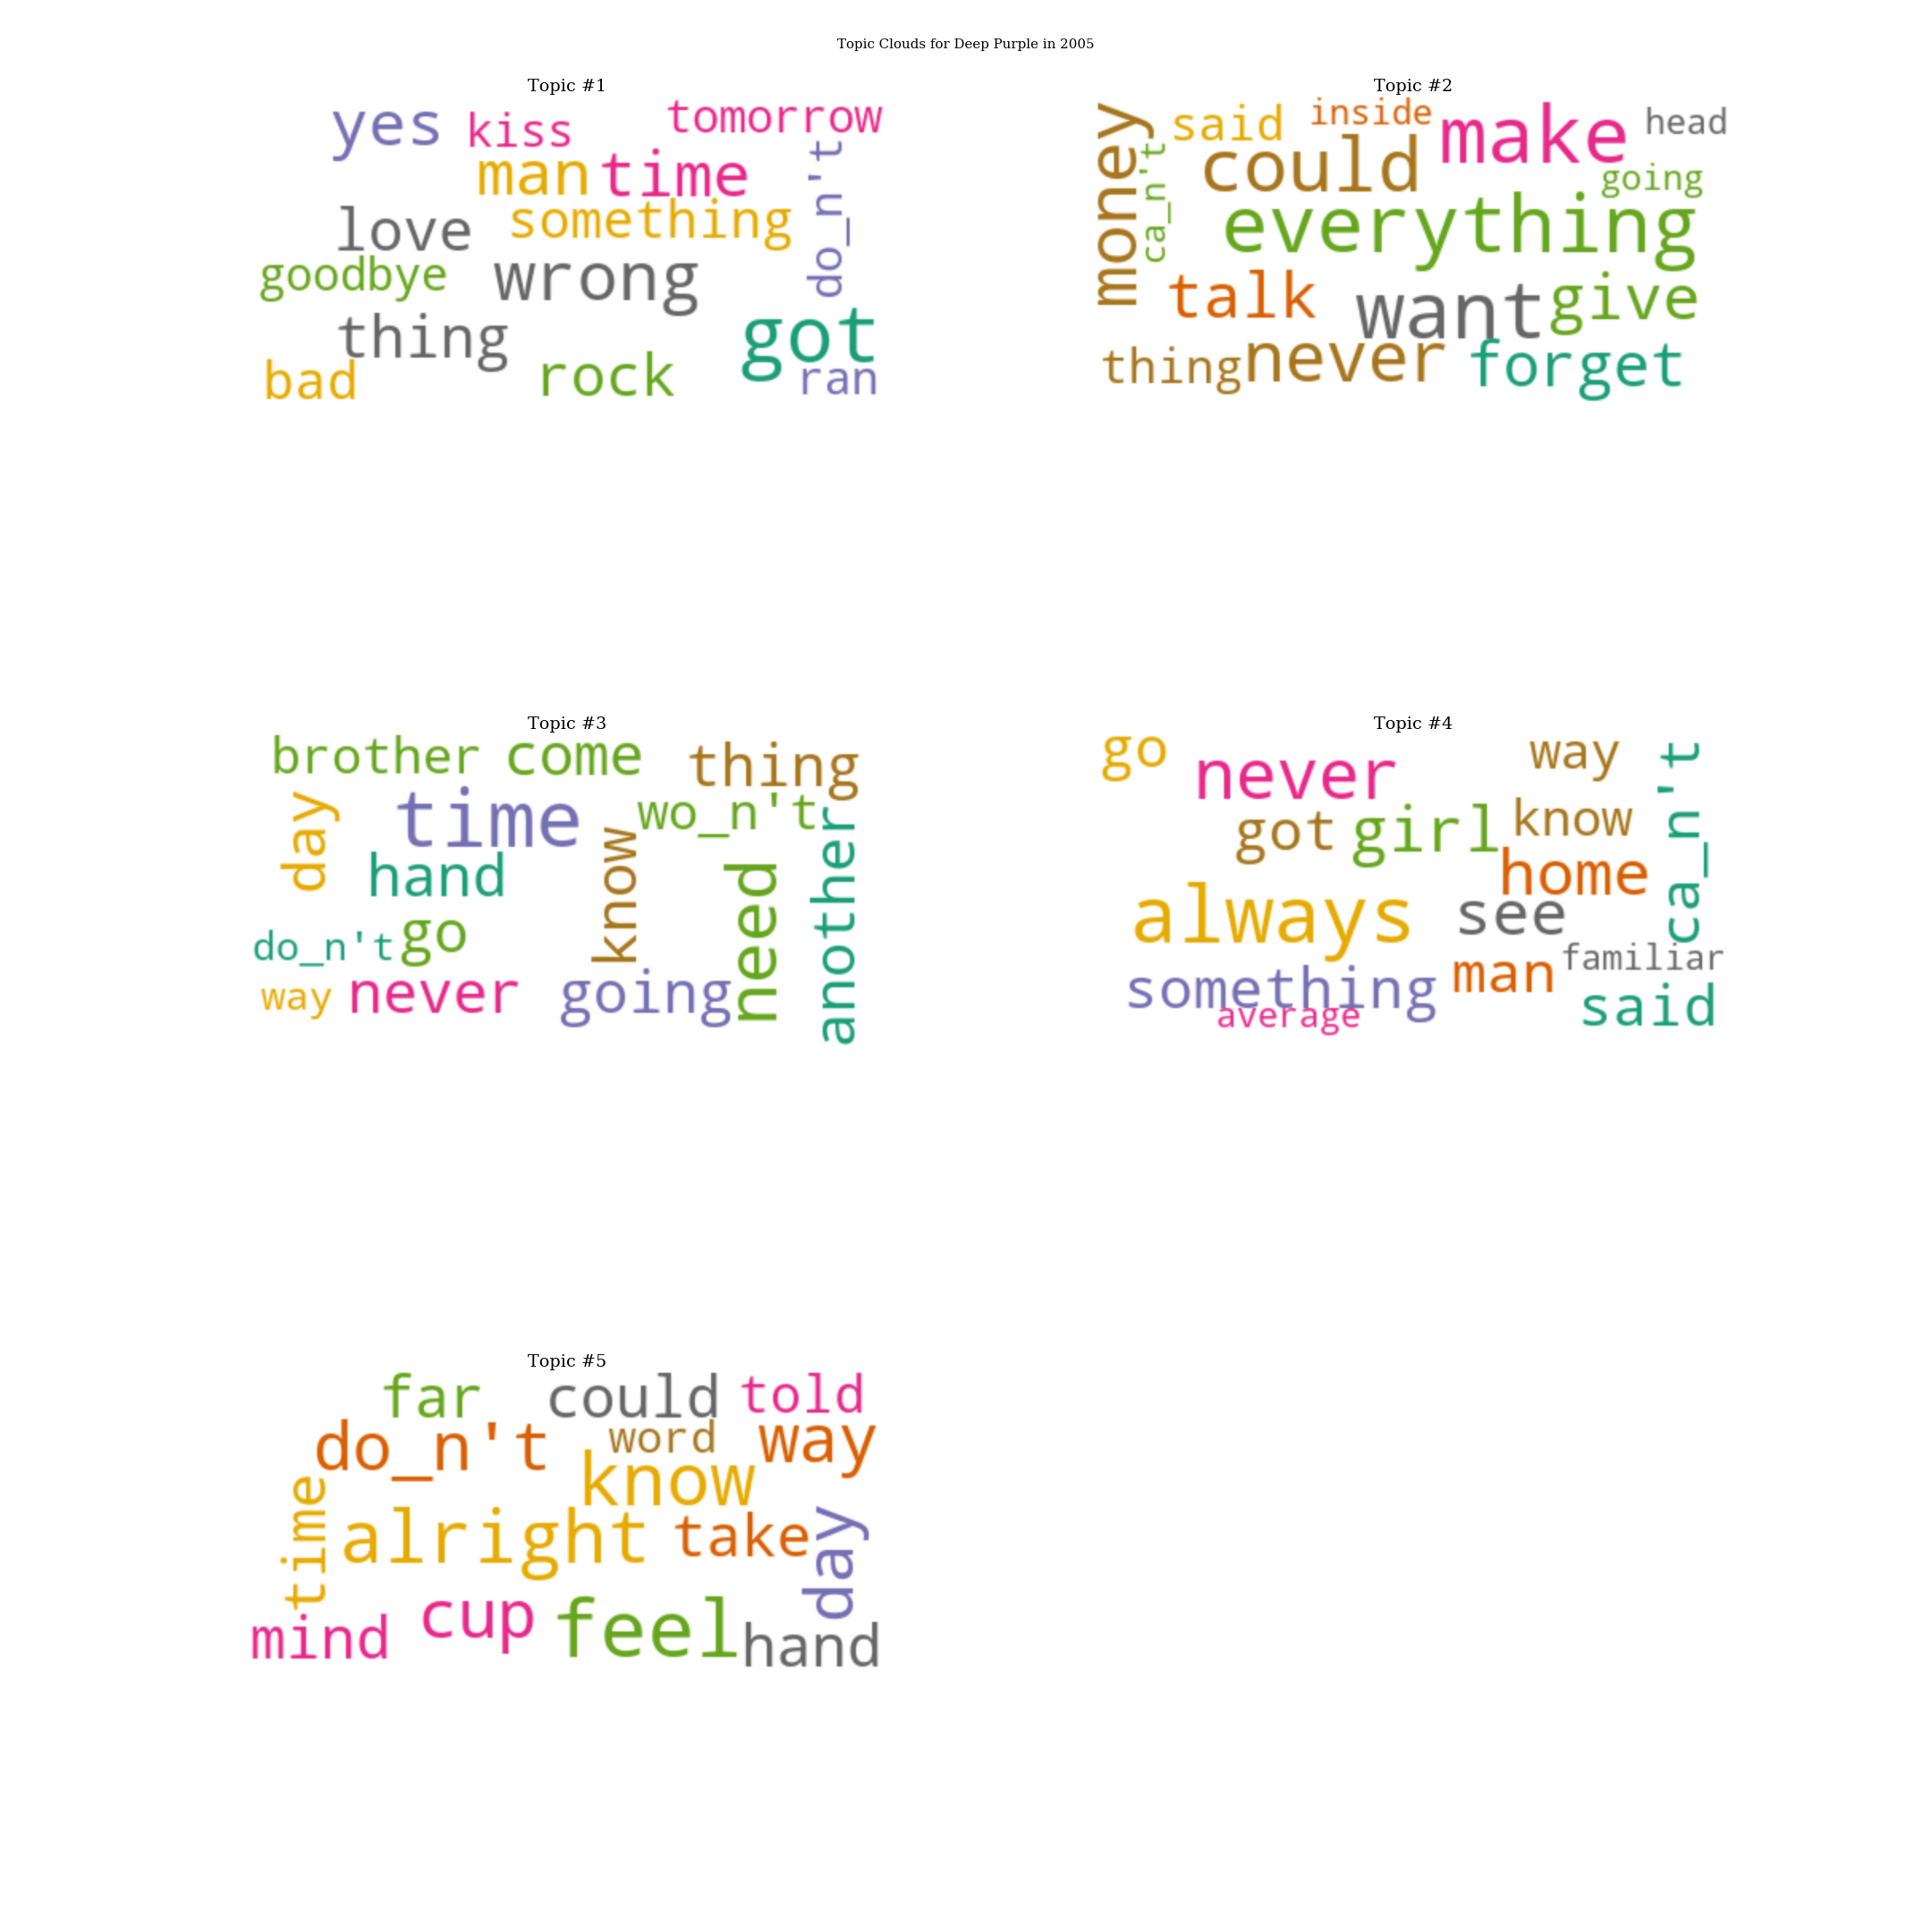 Topic Clouds for Deep Purple in 2005
Topic #1
yes kiss tomorrow
man time do_n't
love something
goodbye wrong
thing got
bad rock ran
Topic #2
money said inside make head
ca_n't could going
everything
talk want give
thing never forget
Topic #3
brother come thing
day time wo_n't
hand know need another
do_n't go
way never going
Topic #4
go never way ca_n't
got girl know
home
always see
familiar
something man
average said
Topic #5
far could told
do_n't word way
know
time alright take day
mind cup feel hand